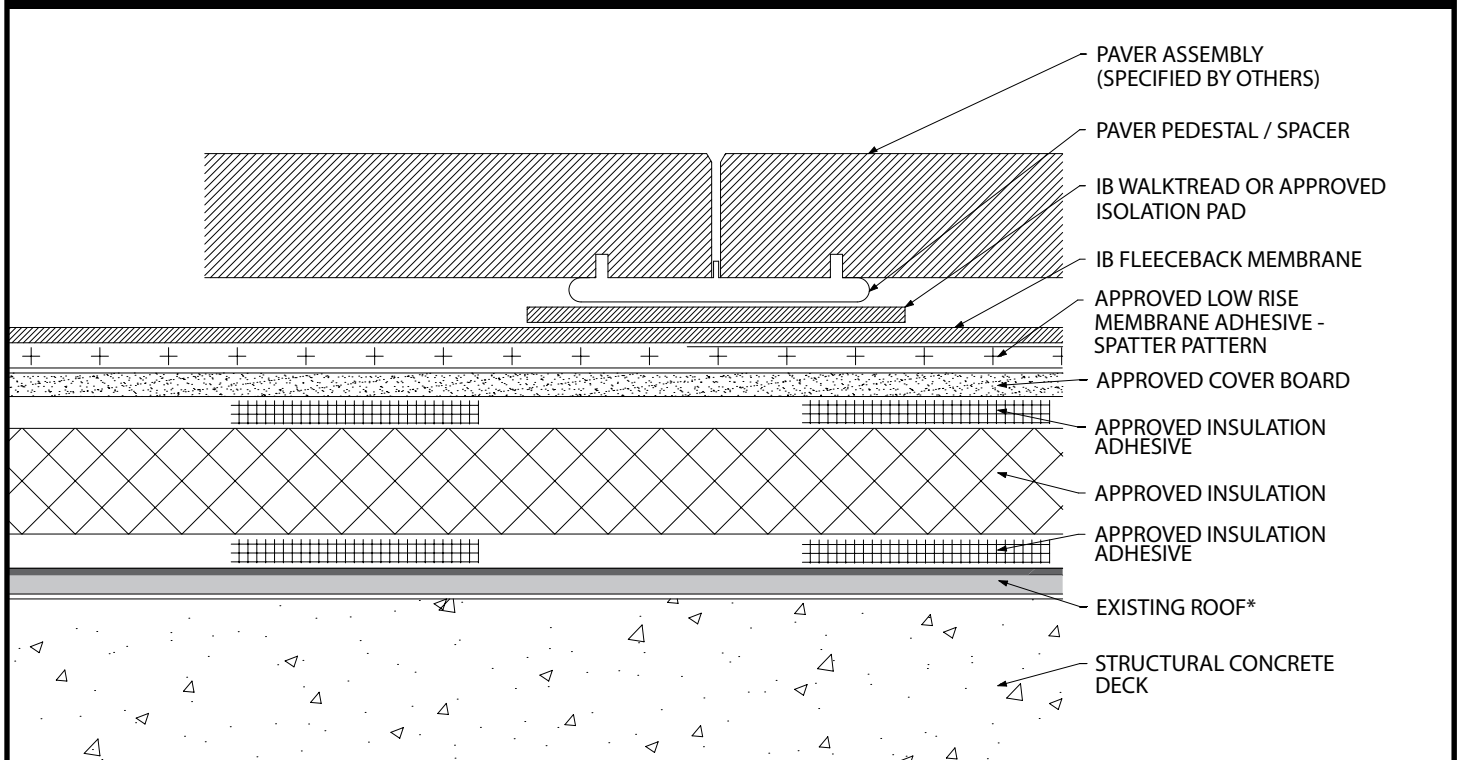 PAVER ASSEMBLY
(SPECIFIED BY OTHERS)
PAVER PEDESTAL / SPACER
IB WALKTREAD OR APPROVED
ISOLATION PAD
IB FLEECEBACK MEMBRANE
APPROVED LOW RISE
MEMBRANE ADHESIVE -
SPATTER PATTERN
APPROVED COVER BOARD
APPROVED INSULATION
ADHESIVE
APPROVED INSULATION
APPROVED INSULATION
ADHESIVE
EXISTING ROOF*
STRUCTURAL CONCRETE
DECK